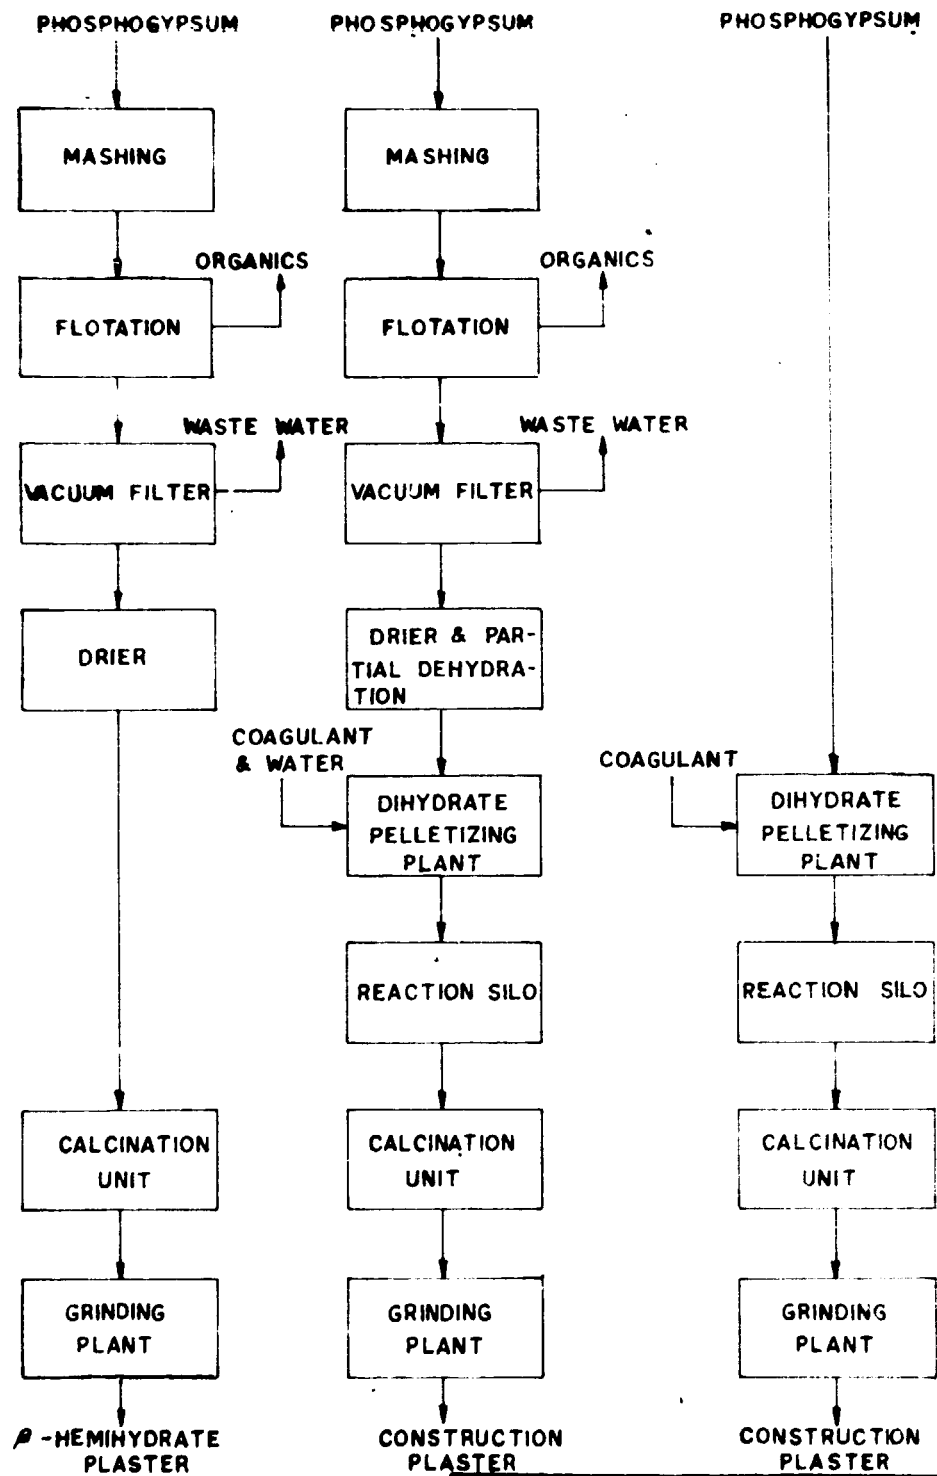 PHOSPHOGYPSUM
MASHING
ORGANICS
FLOTATION
WASTE WATER
VACUUM FILTER
DRIER
CALCINATION
UNIT
GRINDING
PLANT
β-HEMIHYDRATE
PLASTER
PHOSPHOGYPSUM
MASHING
ORGANICS
FLOTATION
WASTE WATER
VACUUM FILTER
DRIER & PAR-
TIAL DEHYDRA-
TION
COAGULANT
& WATER
DIHYDRATE
PELLETIZING
PLANT
REACTION SILO
CALCINATION
UNIT
GRINDING
PLANT
CONSTRUCTION
PLASTER
PHOSPHOGYPSUM
COAGULANT
DIHYDRATE
PELLETIZING
PLANT
REACTION SILO
CALCINATION
UNIT
GRINDING
PLANT
CONSTRUCTION
PLASTER